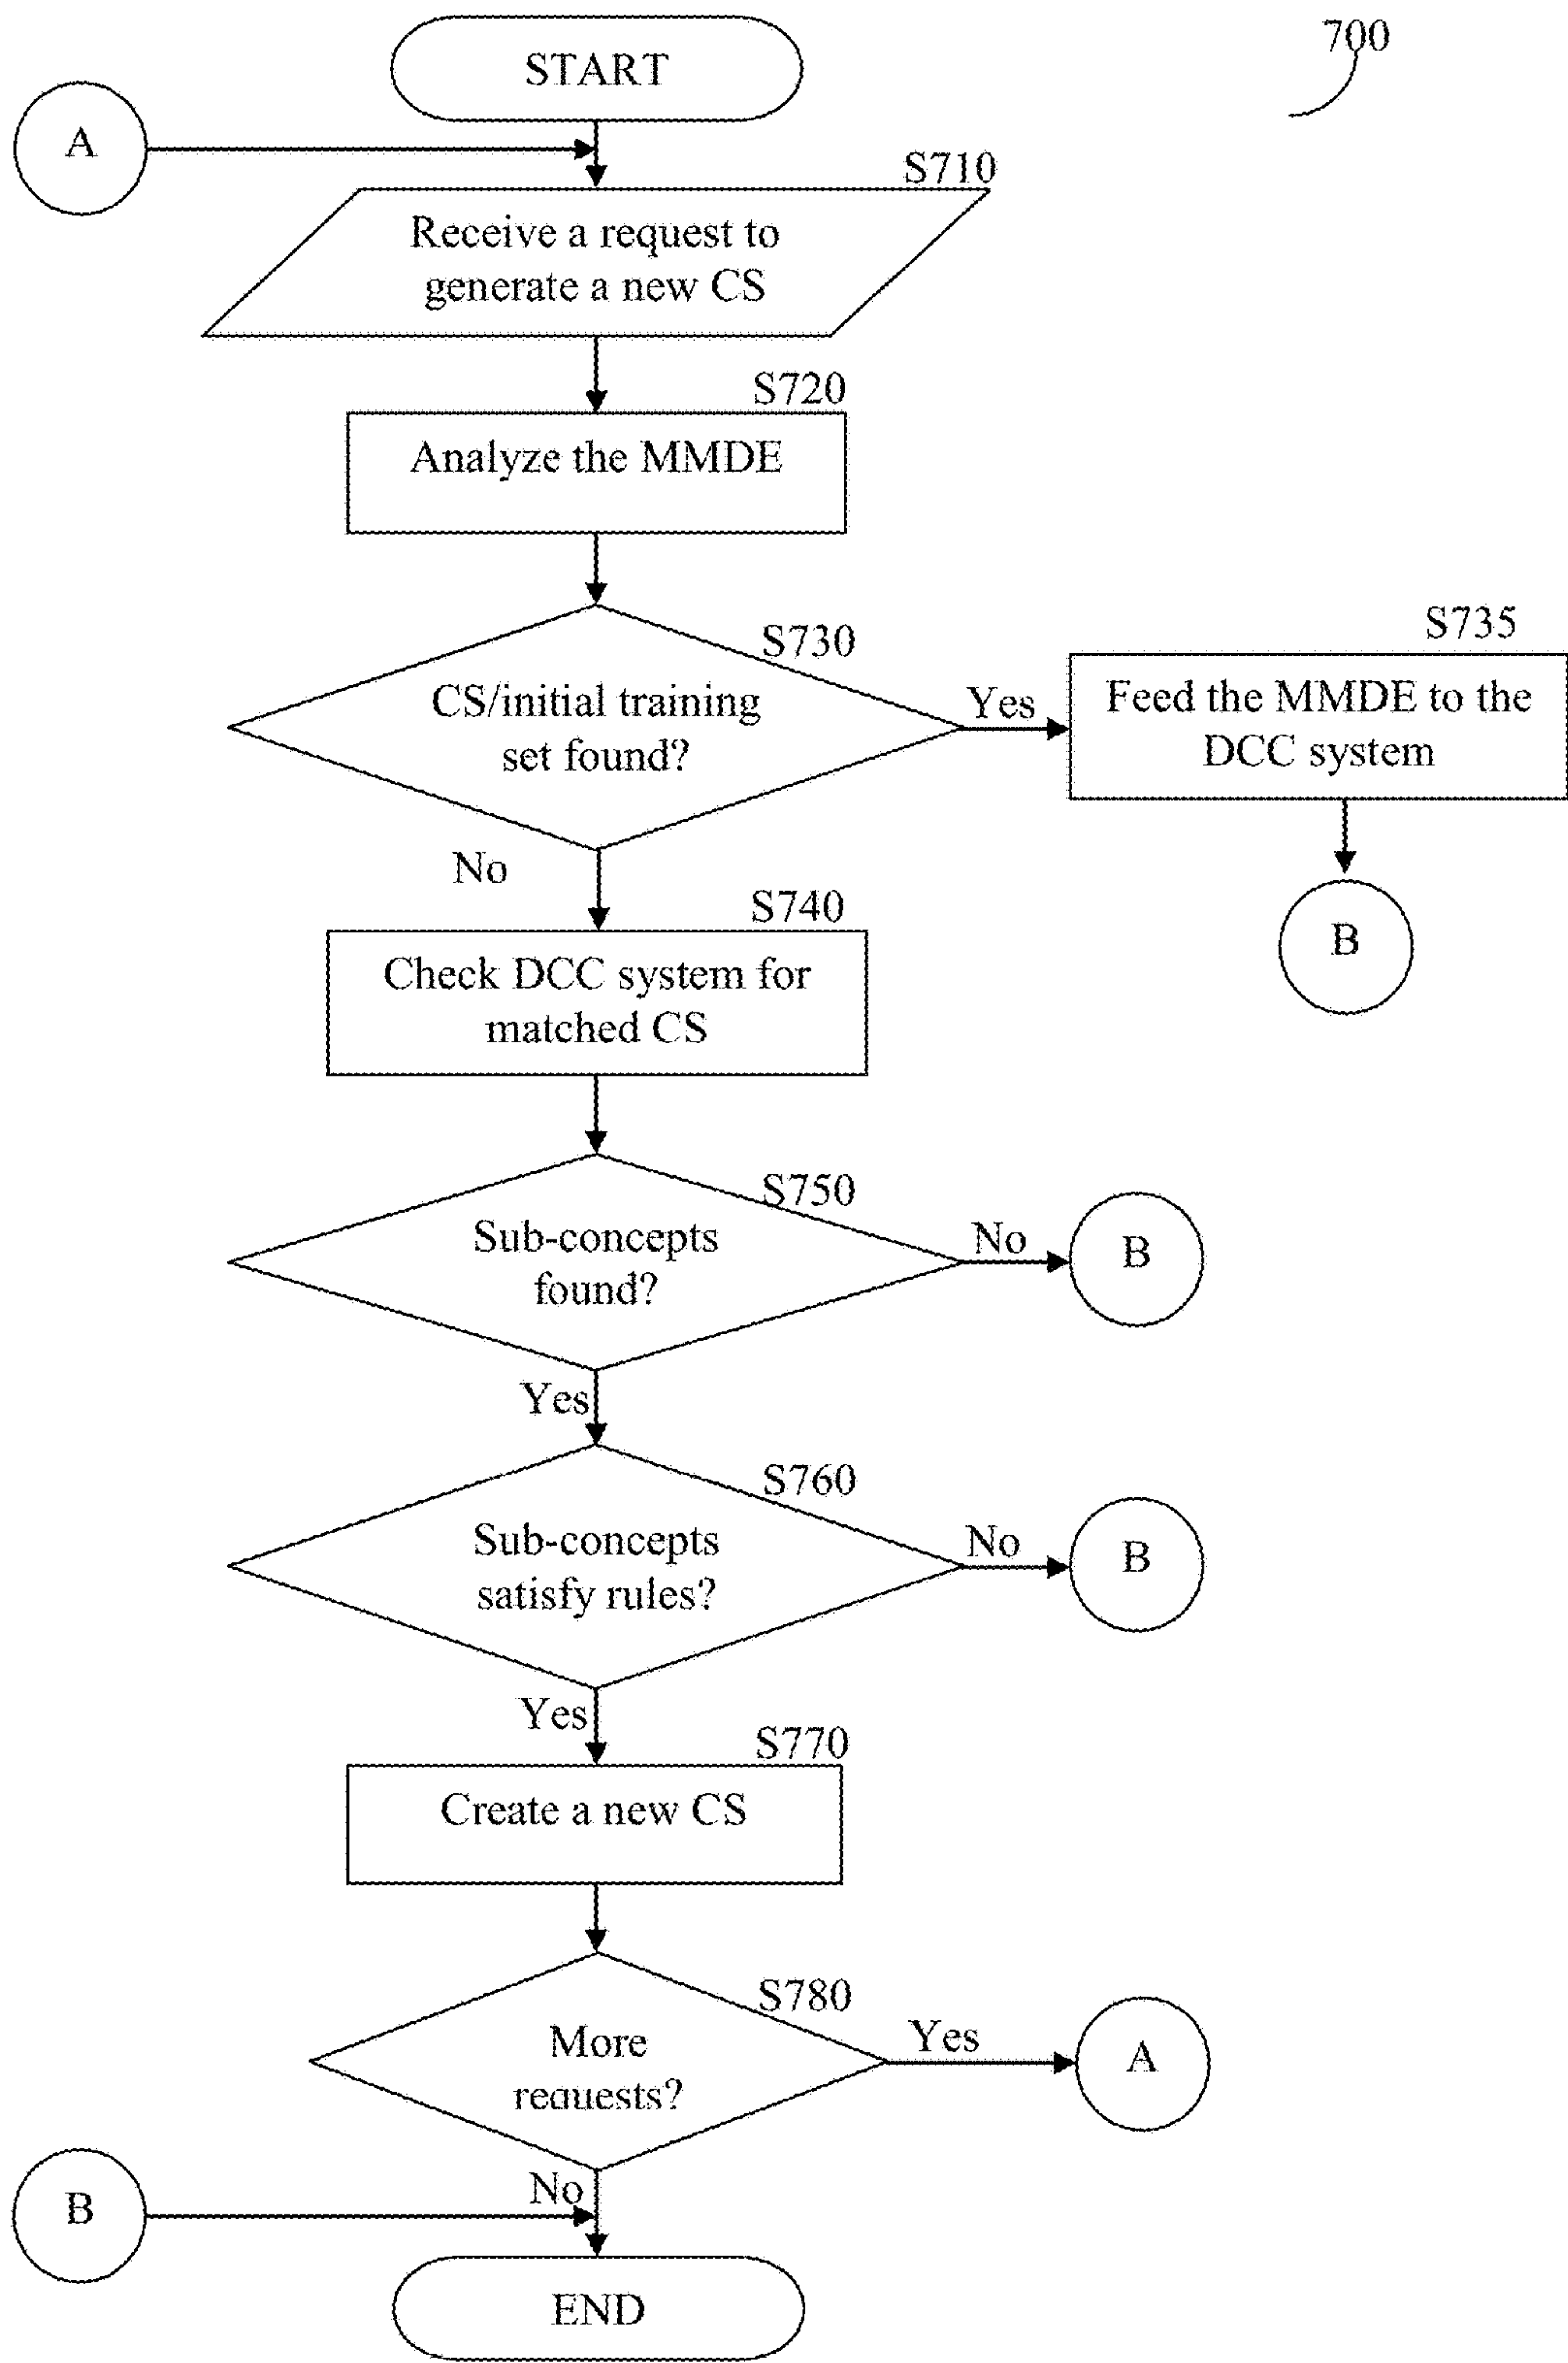 START
700
A
S710
Receive a request to
generate a new CS
S720
Analyze the MMDE
S730
CS/initial training
set found?
Yes
S735
Feed the MMDE to the
DCC system
B
No
S740
Check DCC system for
matched CS
S750
Sub-concepts
found?
No
B
Yes
S760
Sub-concepts
satisfy rules?
No
B
Yes
S770
Create a new CS
S780
More
requests?
Yes
A
No
B
END